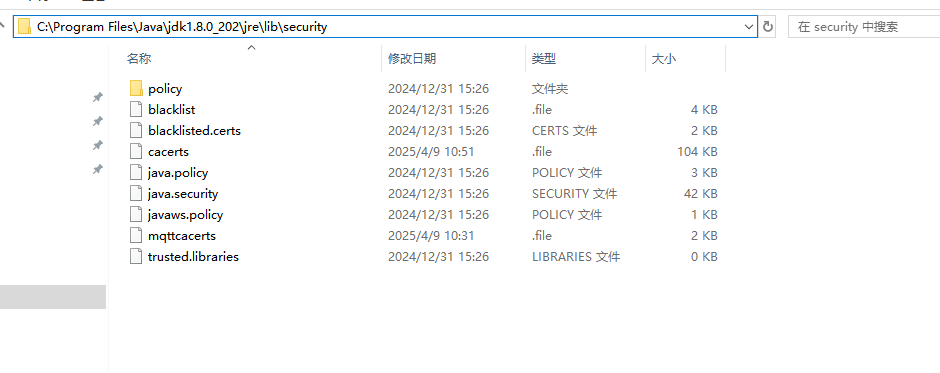 C:\Program Files\Java\jdk1.8.0_202\jre\lib\security
在 security 中搜索
名称 修改日期 类型 大小
policy 2024/12/31 15:26 文件夹
blacklist 2024/12/31 15:26 .file 4 KB
blacklisted.certs 2024/12/31 15:26 CERTS 文件 2 KB
cacerts 2025/4/9 10:51 .file 104 KB
java.policy 2024/12/31 15:26 POLICY 文件 3 KB
java.security 2024/12/31 15:26 SECURITY 文件 42 KB
javaws.policy 2024/12/31 15:26 POLICY 文件 1 KB
mqttcacerts 2025/4/9 10:31 .file 2 KB
trusted.libraries 2024/12/31 15:26 LIBRARIES 文件 0 KB